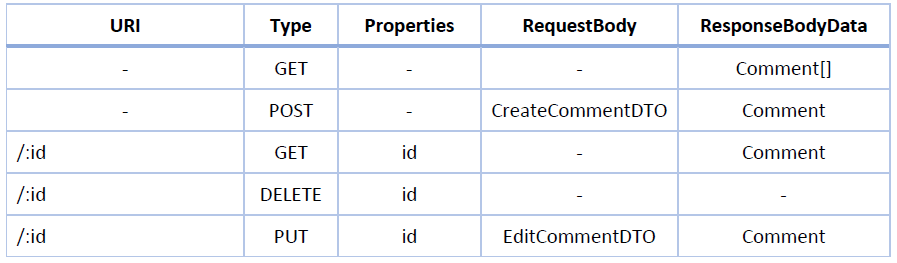 URI Type Properties RequestBody ResponseBodyData
- GET - - Comment[]
- POST - CreateCommentDTO Comment
/:id GET id - Comment
/:id DELETE id - -
/:id PUT id EditCommentDTO Comment